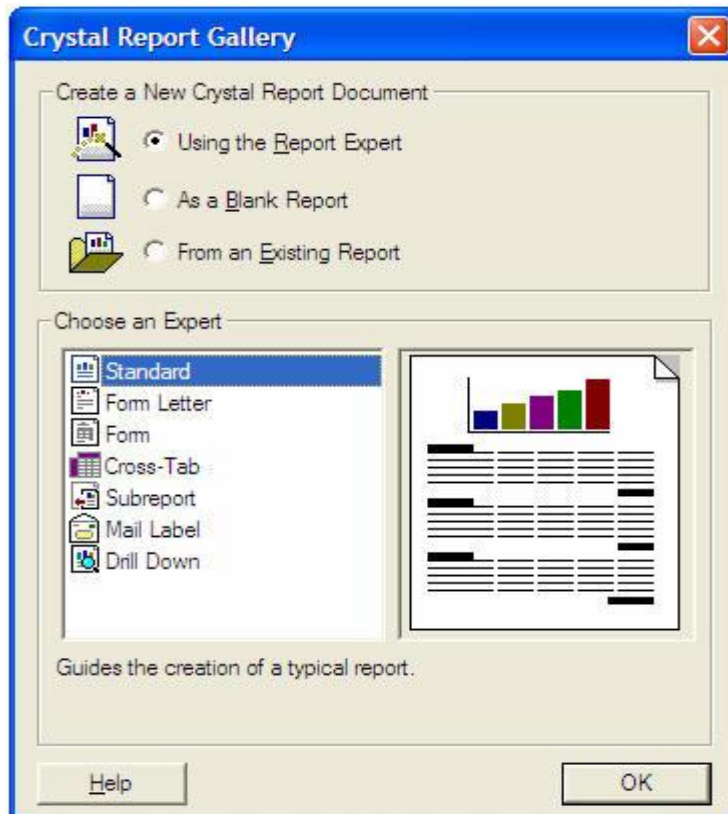 Crystal Report Gallery
Create a New Crystal Report Document
Using the Report Expert
As a Blank Report
From an Existing Report
Choose an Expert
Standard
Form Letter
Form
Cross-Tab
Subreport
Mail Label
Drill Down
Guides the creation of a typical report.
Help
OK